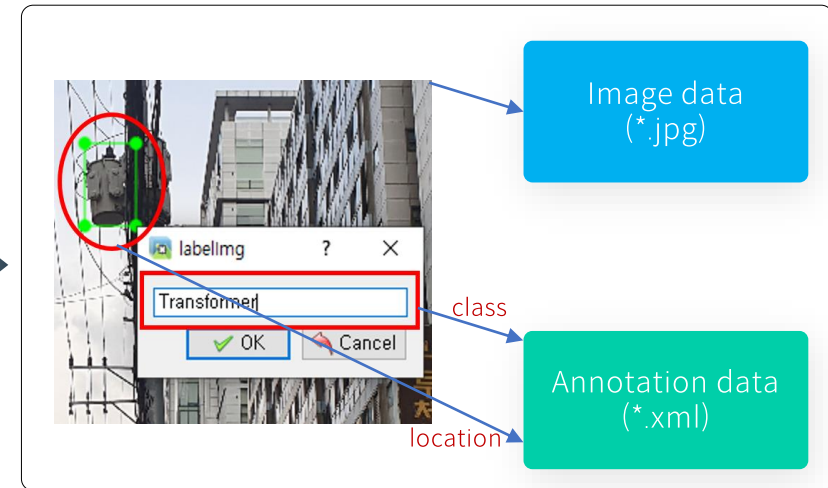 Image data
(*.jpg)
labelImg ? X
Transformer
OK Cancel
class
Annotation data
(*.xml)
location